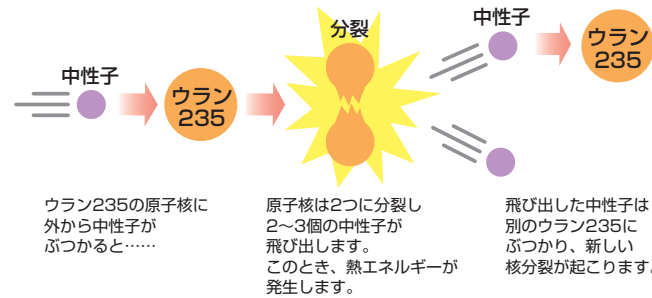 中性子
ウラン
235
分裂
中性子
ウラン
235
ウラン235の原子核に
外から中性子が
ぶつかると……
原子核は2つに分裂し
2〜3個の中性子が
飛び出します。
このとき、熱エネルギーが
発生します。
飛び出した中性子は
別のウラン235に
ぶつかり、新しい
核分裂が起こります。